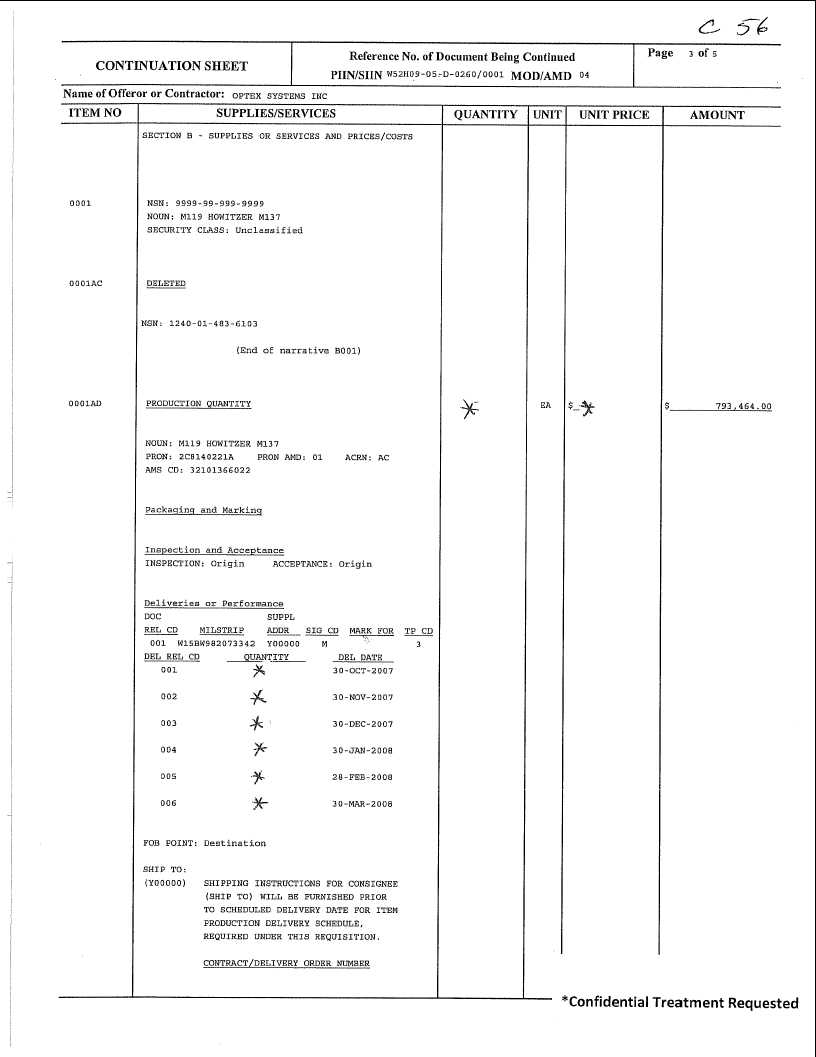 C 56
CONTINUATION SHEET
Reference No. of Document Being Continued
PIIN/SIIN W52H09-05-D-0260/0001 MOD/AMD 04
Page 3 of 5
Name of Offeror or Contractor: OPTEX SYSTEMS INC
ITEM NO SUPPLIES/SERVICES QUANTITY UNIT UNIT PRICE AMOUNT
SECTION B - SUPPLIES OR SERVICES AND PRICES/COSTS
0001 NSN: 9999-99-999-9999
NOUN: M119 HOWITZER M137
SECURITY CLASS: Unclassified
0001AC DELETED
NSN: 1240-01-483-6103
(End of narrative B001)
0001AD PRODUCTION QUANTITY * EA $ * $ 793,464.00
NOUN: M119 HOWITZER M137
PRON: 2C8140221A PRON AMD: 01 ACRN: AC
AMS CD: 32101366022
Packaging and Marking
Inspection and Acceptance
INSPECTION: Origin ACCEPTANCE: Origin
Deliveries or Performance
DOC SUPPL
REL CD MILSTRIP ADDR SIG CD MARK FOR TP CD
001 W15BW982073342 Y00000 M 3
DEL REL CD QUANTITY DEL DATE
001 * 30-OCT-2007
002 * 30-NOV-2007
003 * 30-DEC-2007
004 * 30-JAN-2008
005 * 28-FEB-2008
006 * 30-MAR-2008
FOB POINT: Destination
SHIP TO:
(Y00000) SHIPPING INSTRUCTIONS FOR CONSIGNEE
(SHIP TO) WILL BE FURNISHED PRIOR
TO SCHEDULED DELIVERY DATE FOR ITEM
PRODUCTION DELIVERY SCHEDULE,
REQUIRED UNDER THIS REQUISITION.
CONTRACT/DELIVERY ORDER NUMBER
*Confidential Treatment Requested